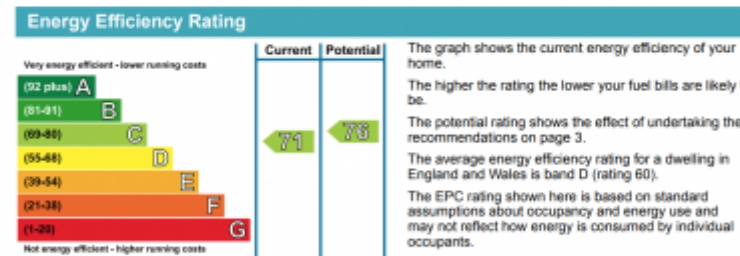 Energy Efficiency Rating
Current Potential
Very energy efficient - lower running costs
(92 plus) A
(81-91) B
(69-80) C
(55-68) D
(39-54) E
(21-38) F
(1-20) G
Not energy efficient - higher running costs
71
76
The graph shows the current energy efficiency of your
home.
The higher the rating the lower your fuel bills are likely
be.
The potential rating shows the effect of undertaking the
recommendations on page 3.
The average energy efficiency rating for a dwelling in
England and Wales is band D (rating 60).
The EPC rating shown here is based on standard
assumptions about occupancy and energy use and
may not reflect how energy is consumed by individual
occupants.